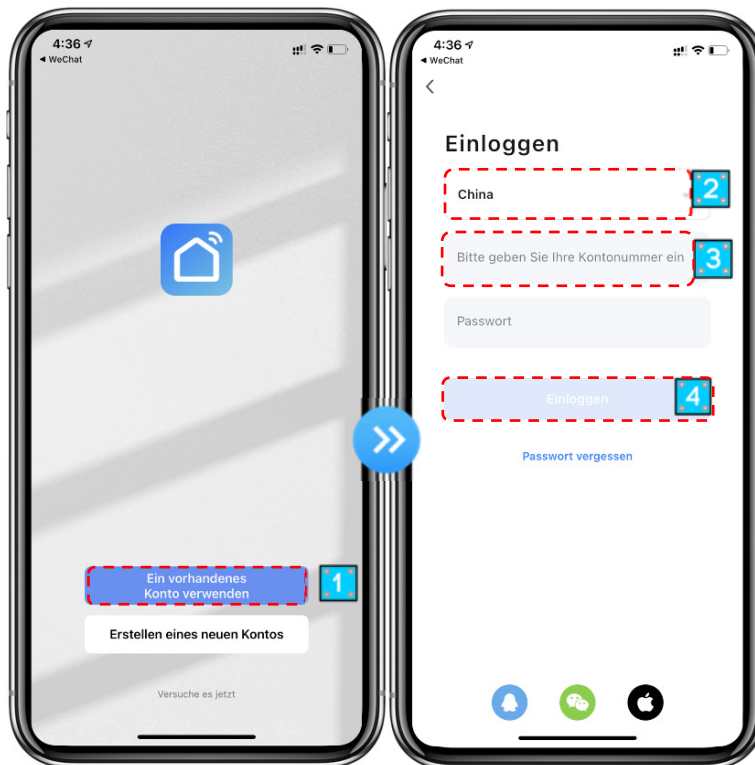 4:36
WeChat
Ein vorhandenes
Konto verwenden
1
Erstellen eines neuen Kontos
Versuche es jetzt
4:36
WeChat
Einloggen
China
2
Bitte geben Sie Ihre Kontonummer ein
3
Passwort
Einloggen
4
Passwort vergessen